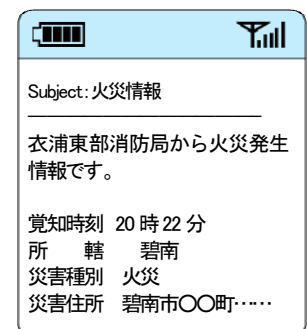 Subject:火災情報
衣浦東部消防局から火災発生
情報です。
覚知時刻 20時22分
所　　轄　碧南
災害種別　火災
災害住所　碧南市〇〇町……